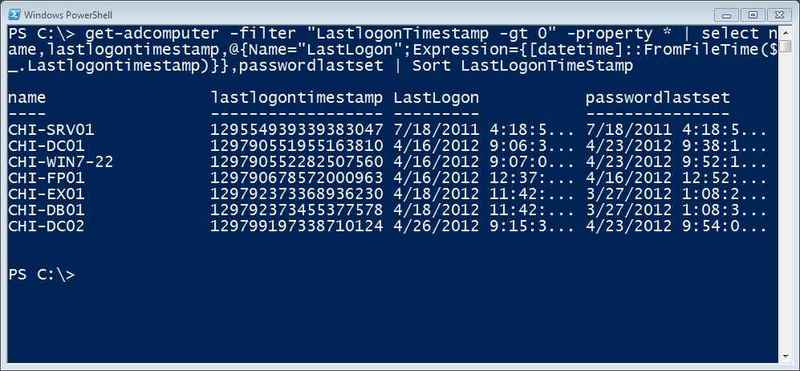 Windows PowerShell
PS C:\> get-adcomputer -filter "LastlogonTimestamp -gt 0" -property * | select n
ame,lastlogontimestamp,@{Name="LastLogon";Expression={[datetime]::FromFileTime($
_.Lastlogontimestamp)}},passwordlastset | Sort LastLogonTimeStamp
name lastlogontimestamp LastLogon passwordlastset
---- ------------------ --------- ---------------
CHI-SRV01 129554939339383047 7/18/2011 4:18:5... 7/18/2011 4:18:5...
CHI-DC01 129790551955163810 4/16/2012 9:06:3... 4/23/2012 9:38:1...
CHI-WIN7-22 129790552282507560 4/16/2012 9:07:0... 4/23/2012 9:52:1...
CHI-FP01 129790678572000963 4/16/2012 12:37:... 4/16/2012 12:52:...
CHI-EX01 129792373368936230 4/18/2012 11:42:... 3/27/2012 1:08:2...
CHI-DB01 129792373455377578 4/18/2012 11:42:... 3/27/2012 1:08:3...
CHI-DC02 129799197338710124 4/26/2012 9:15:3... 4/23/2012 9:54:0...
PS C:\>